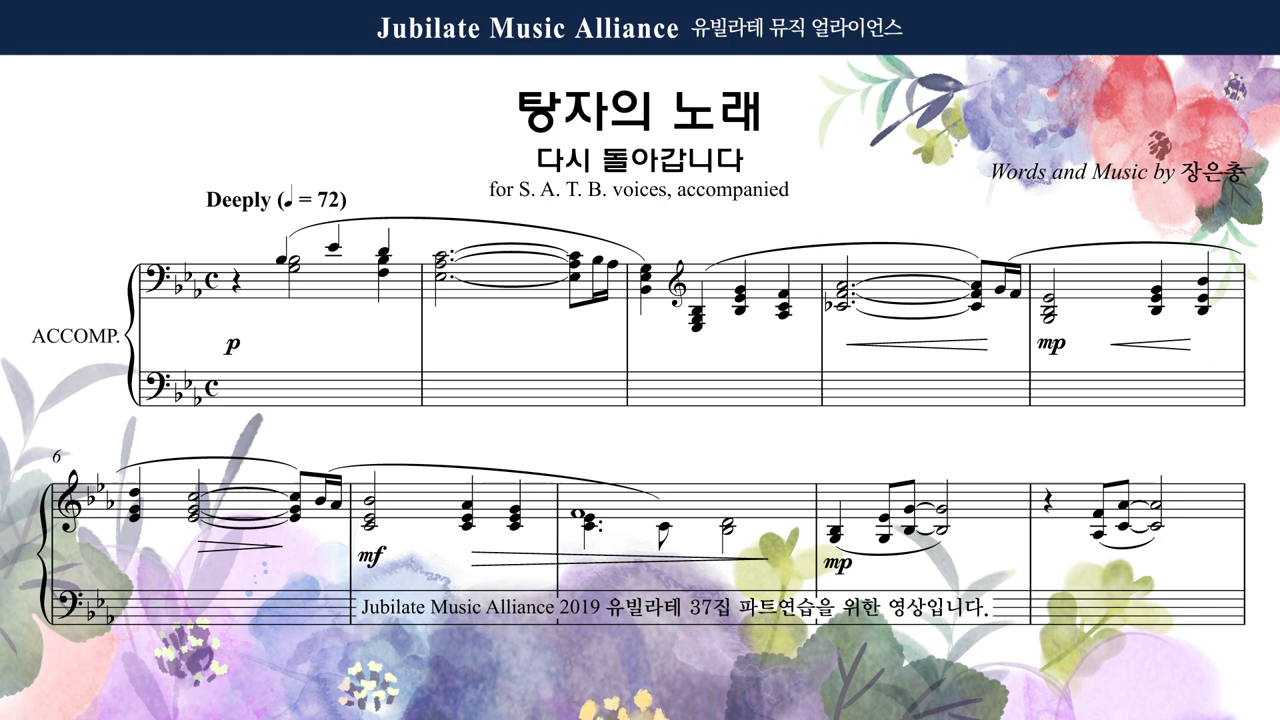 Jubilate Music Alliance 유빌라테 뮤직 얼라이언스
탕자의 노래
다시 돌아갑니다
for S. A. T. B. voices, accompanied
Words and Music by 장은총
Deeply (♩ = 72)
ACCOMP.
p
mp
6
mf
mp
Jubilate Music Alliance 2019 유빌라테 37집 파트연습을 위한 영상입니다.